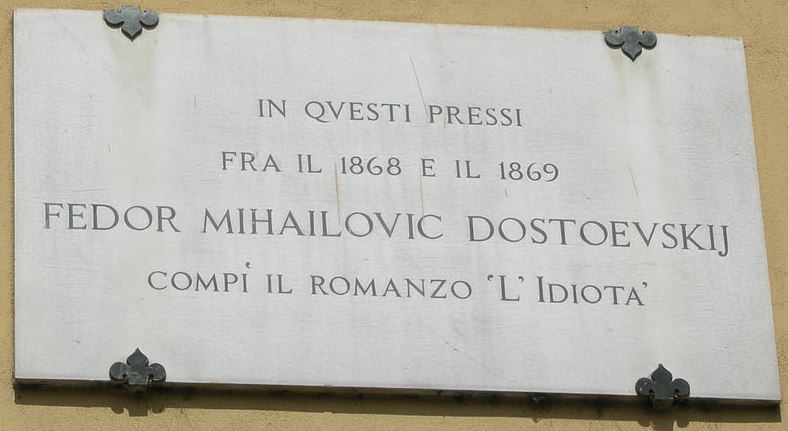 IN QVESTI PRESSI
FRA IL 1868 E IL 1869
FEDOR MIHAILOVIC DOSTOEVSKIJ
COMPÌ IL ROMANZO ‘L’IDIOTA’